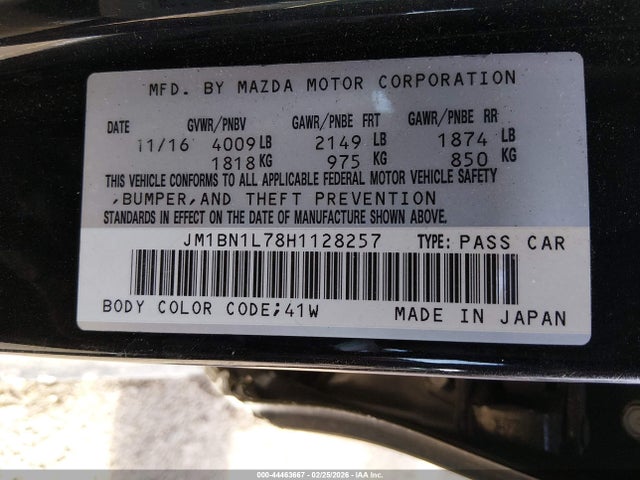 MFD. BY MAZDA MOTOR CORPORATION
DATE GVWR/PNBV GAWR/PNBE FRT GAWR/PNBE RR
11/16 4009 LB 2149 LB 1874 LB
1818 KG 975 KG 850 KG
THIS VEHICLE CONFORMS TO ALL APPLICABLE FEDERAL MOTOR VEHICLE SAFETY
,BUMPER,AND THEFT PREVENTION
STANDARDS IN EFFECT ON THE DATE OF MANUFACTURE SHOWN ABOVE.
JM1BN1L78H1128257 TYPE: PASS CAR
BODY COLOR CODE;41W MADE IN JAPAN
000-44463667 - 02/25/2026 - IAA Inc.